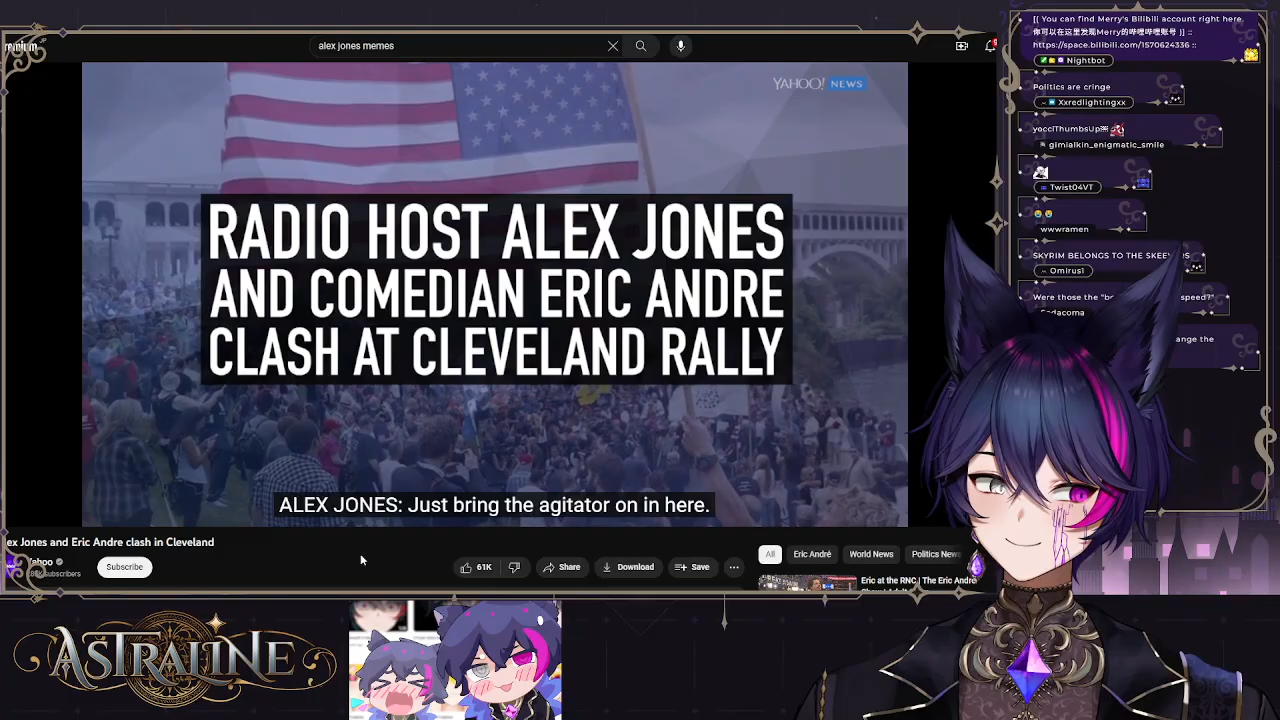 alex jones memes
YAHOO! NEWS
RADIO HOST ALEX JONES
AND COMEDIAN ERIC ANDRE
CLASH AT CLEVELAND RALLY
ALEX JONES: Just bring the agitator on in here.
ex Jones and Eric Andre clash in Cleveland
Subscribe
61K
Share
Download
Save
All
Eric André
World News
Politics New
Eric at the RNC | The Eric Andre
ASTRALINE
[( You can find Merry's Bilibili account right here.
你可以在这里发现Merry的哔哩哔哩账号 )] ::
https://space.bilibili.com/1570624336 ::
Nightbot
Politics are cringe
Xxredlightingxx
yocciThumbsUp
gimialkin_enigmatic_smile
Twist04VT
wwwramen
SKYRIM BELONGS TO THE
Omirus1
Were those the
speed?"
ange the